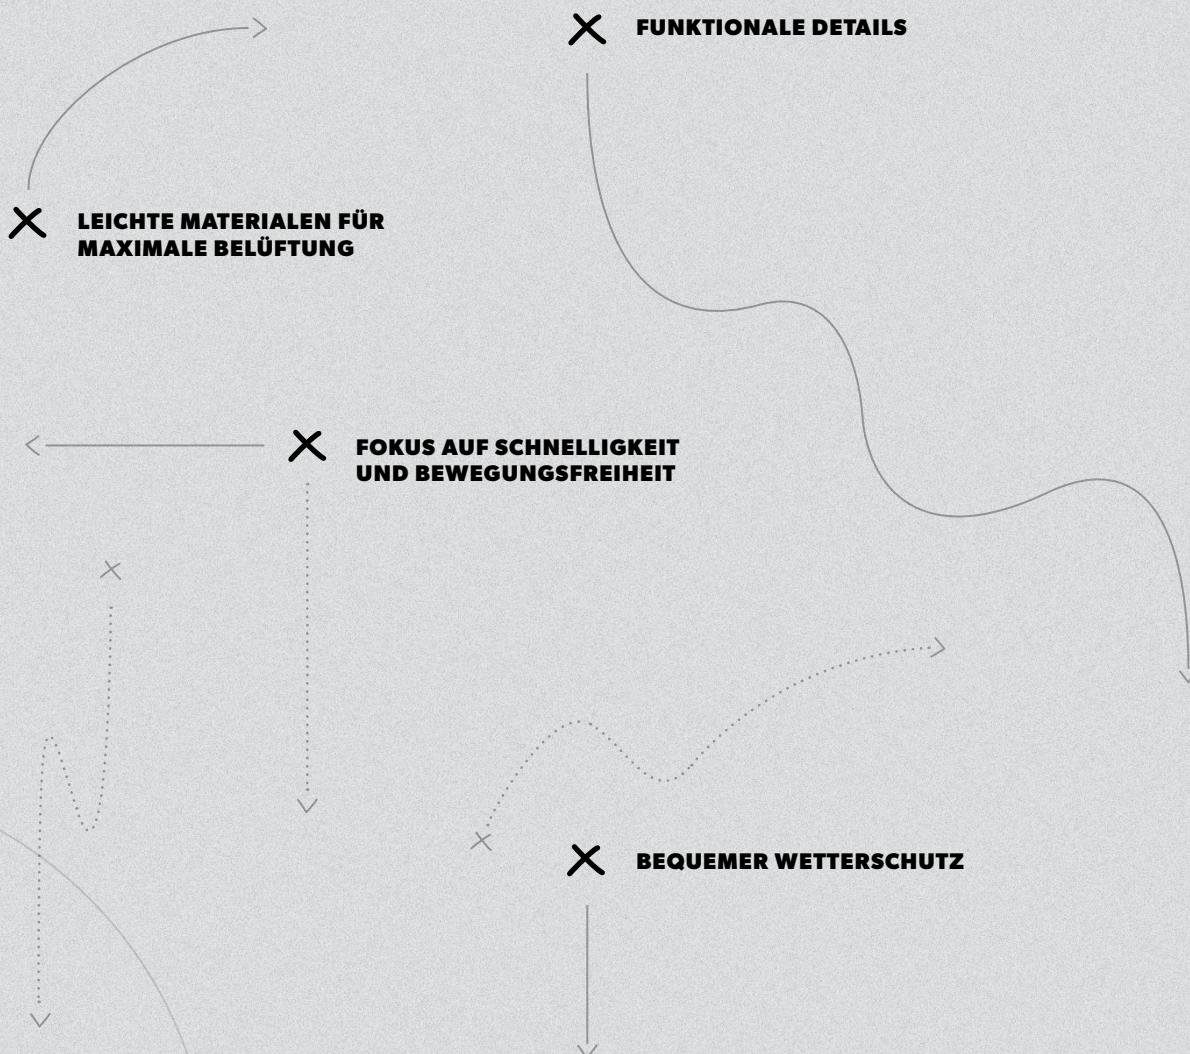 FUNKTIONALE DETAILS
LEICHTE MATERIALEN FÜR
MAXIMALE BELÜFTUNG
FOKUS AUF SCHNELLIGKEIT
UND BEWEGUNGSFREIHEIT
BEQUEMER WETTERSCHUTZ